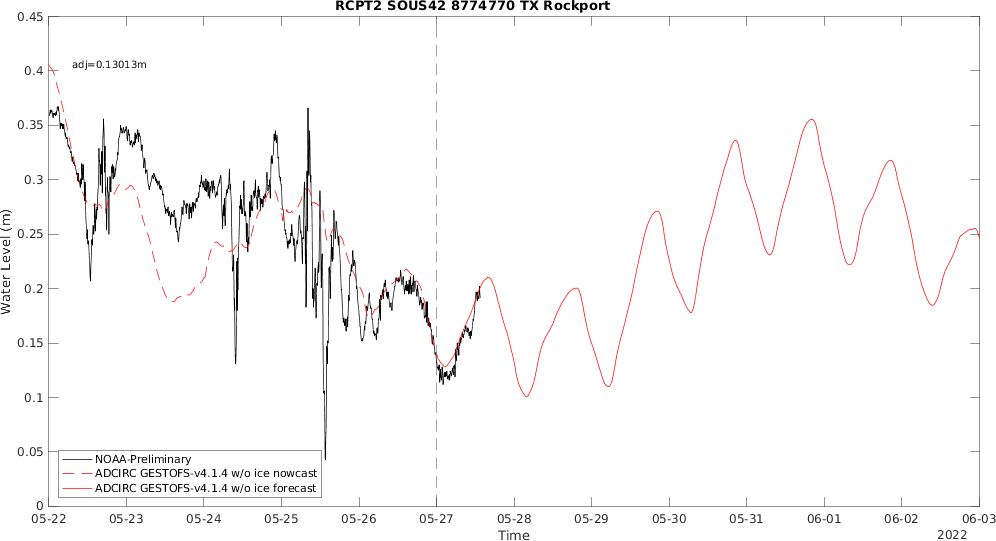 RCPT2 SOUS42 8774770 TX Rockport
0.45
adj=0.13013m
0.4
0.35
0.3
0.25
0.2
0.15
0.1
0.05
0
Water Level (m)
NOAA-Preliminary
ADCIRC GESTOFS-v4.1.4 w/o ice nowcast
ADCIRC GESTOFS-v4.1.4 w/o ice forecast
05-22 05-23 05-24 05-25 05-26 05-27 05-28 05-29 05-30 05-31 06-01 06-02 06-03
Time
2022